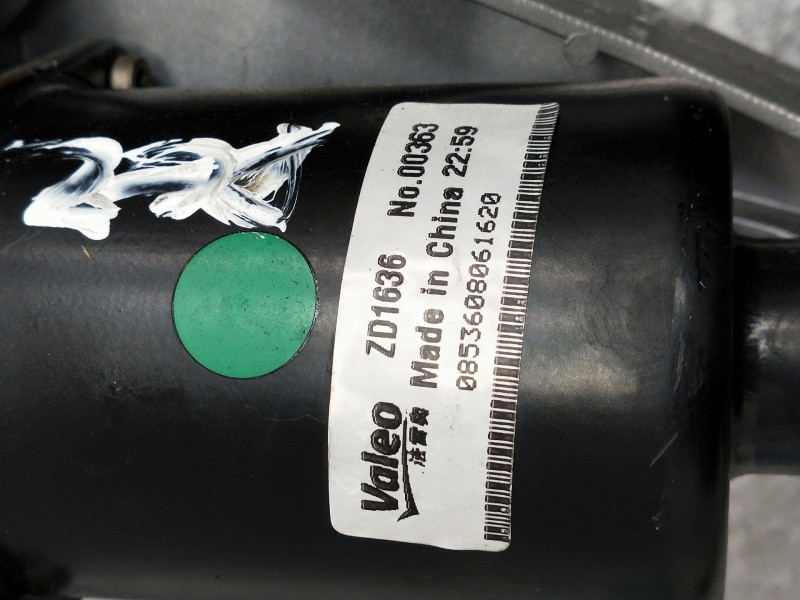 Valeo ZD1636 No.00363
法雷奥 Made in China 22:59
0853608061620